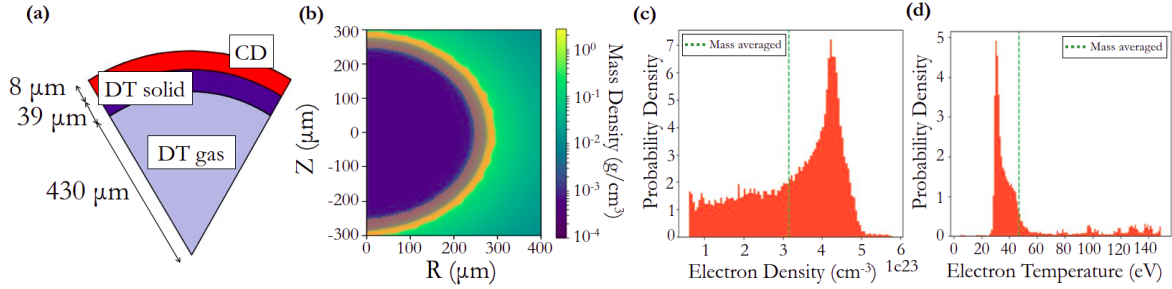 (a)
CD
DT solid
8 μm
39 μm
DT gas
430 μm
(b)
300
200
100
0
-100
-200
-300
Z (μm)
0 100 200 300 400
R (μm)
10⁰
10⁻¹
10⁻²
10⁻³
10⁻⁴
Mass Density (g/cm³)
(c)
Mass averaged
7
6
5
4
3
2
1
0
Probability Density
1 2 3 4 5 6
1e23
Electron Density (cm⁻³)
(d)
Mass averaged
5
4
3
2
1
0
Probability Density
0 20 40 60 80 100 120 140
Electron Temperature (eV)